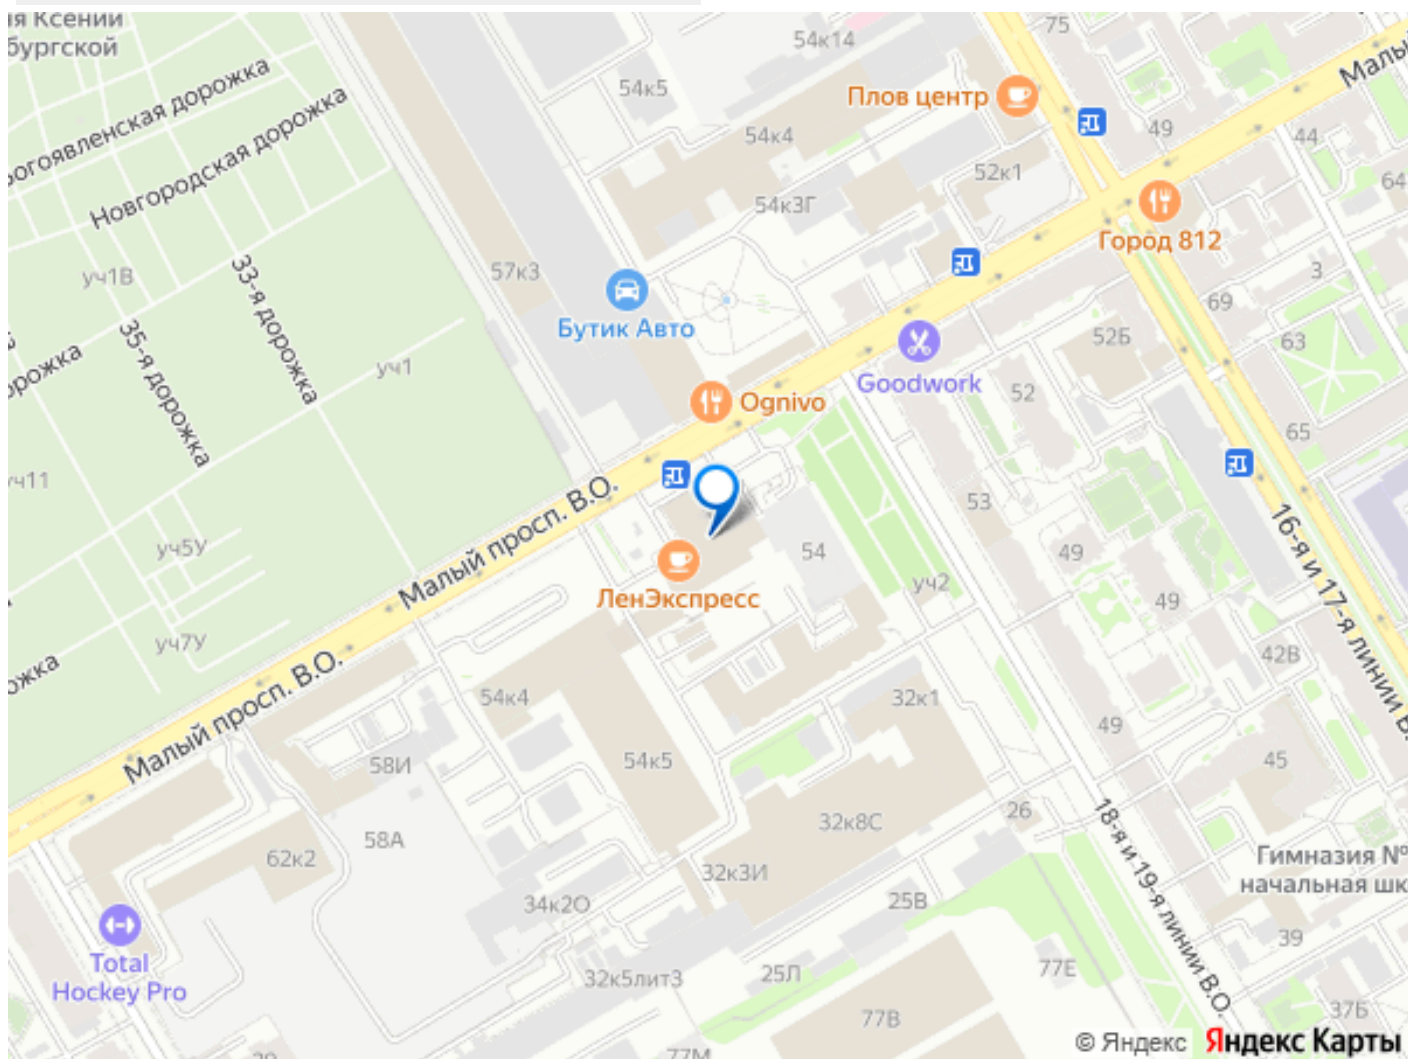 ия Ксении
бургской
75
54к14
Малый
54к5
Плов центр
Богоявленская дорожка
Новгородская дорожка
54к4
49
44
52к1
64
54к3Г
Город 812
57к3
уч1В
33-я дорожка
3
69
Бутик Авто
52Б
63
35-я дорожка
дорожка
уч1
Goodwork
52
Ognivo
65
уч11
53
Малый просп. В.О.
16-я и 17-я линии В.О.
уч5У
54
49
уч2
49
ЛенЭкспресс
уч7У
42В
ожка
Малый просп. В.О.
54к4
32к1
49
58И
54к5
45
18-я и 19-я линии В.О.
26
32к8С
58А
62к2
32к3И
Гимназия №
начальная шк
34к2О
25В
39
Total
Hockey Pro
32к5лит3
25Л
77Е
37Б
77В
© Яндекс Яндекс Карты
77М